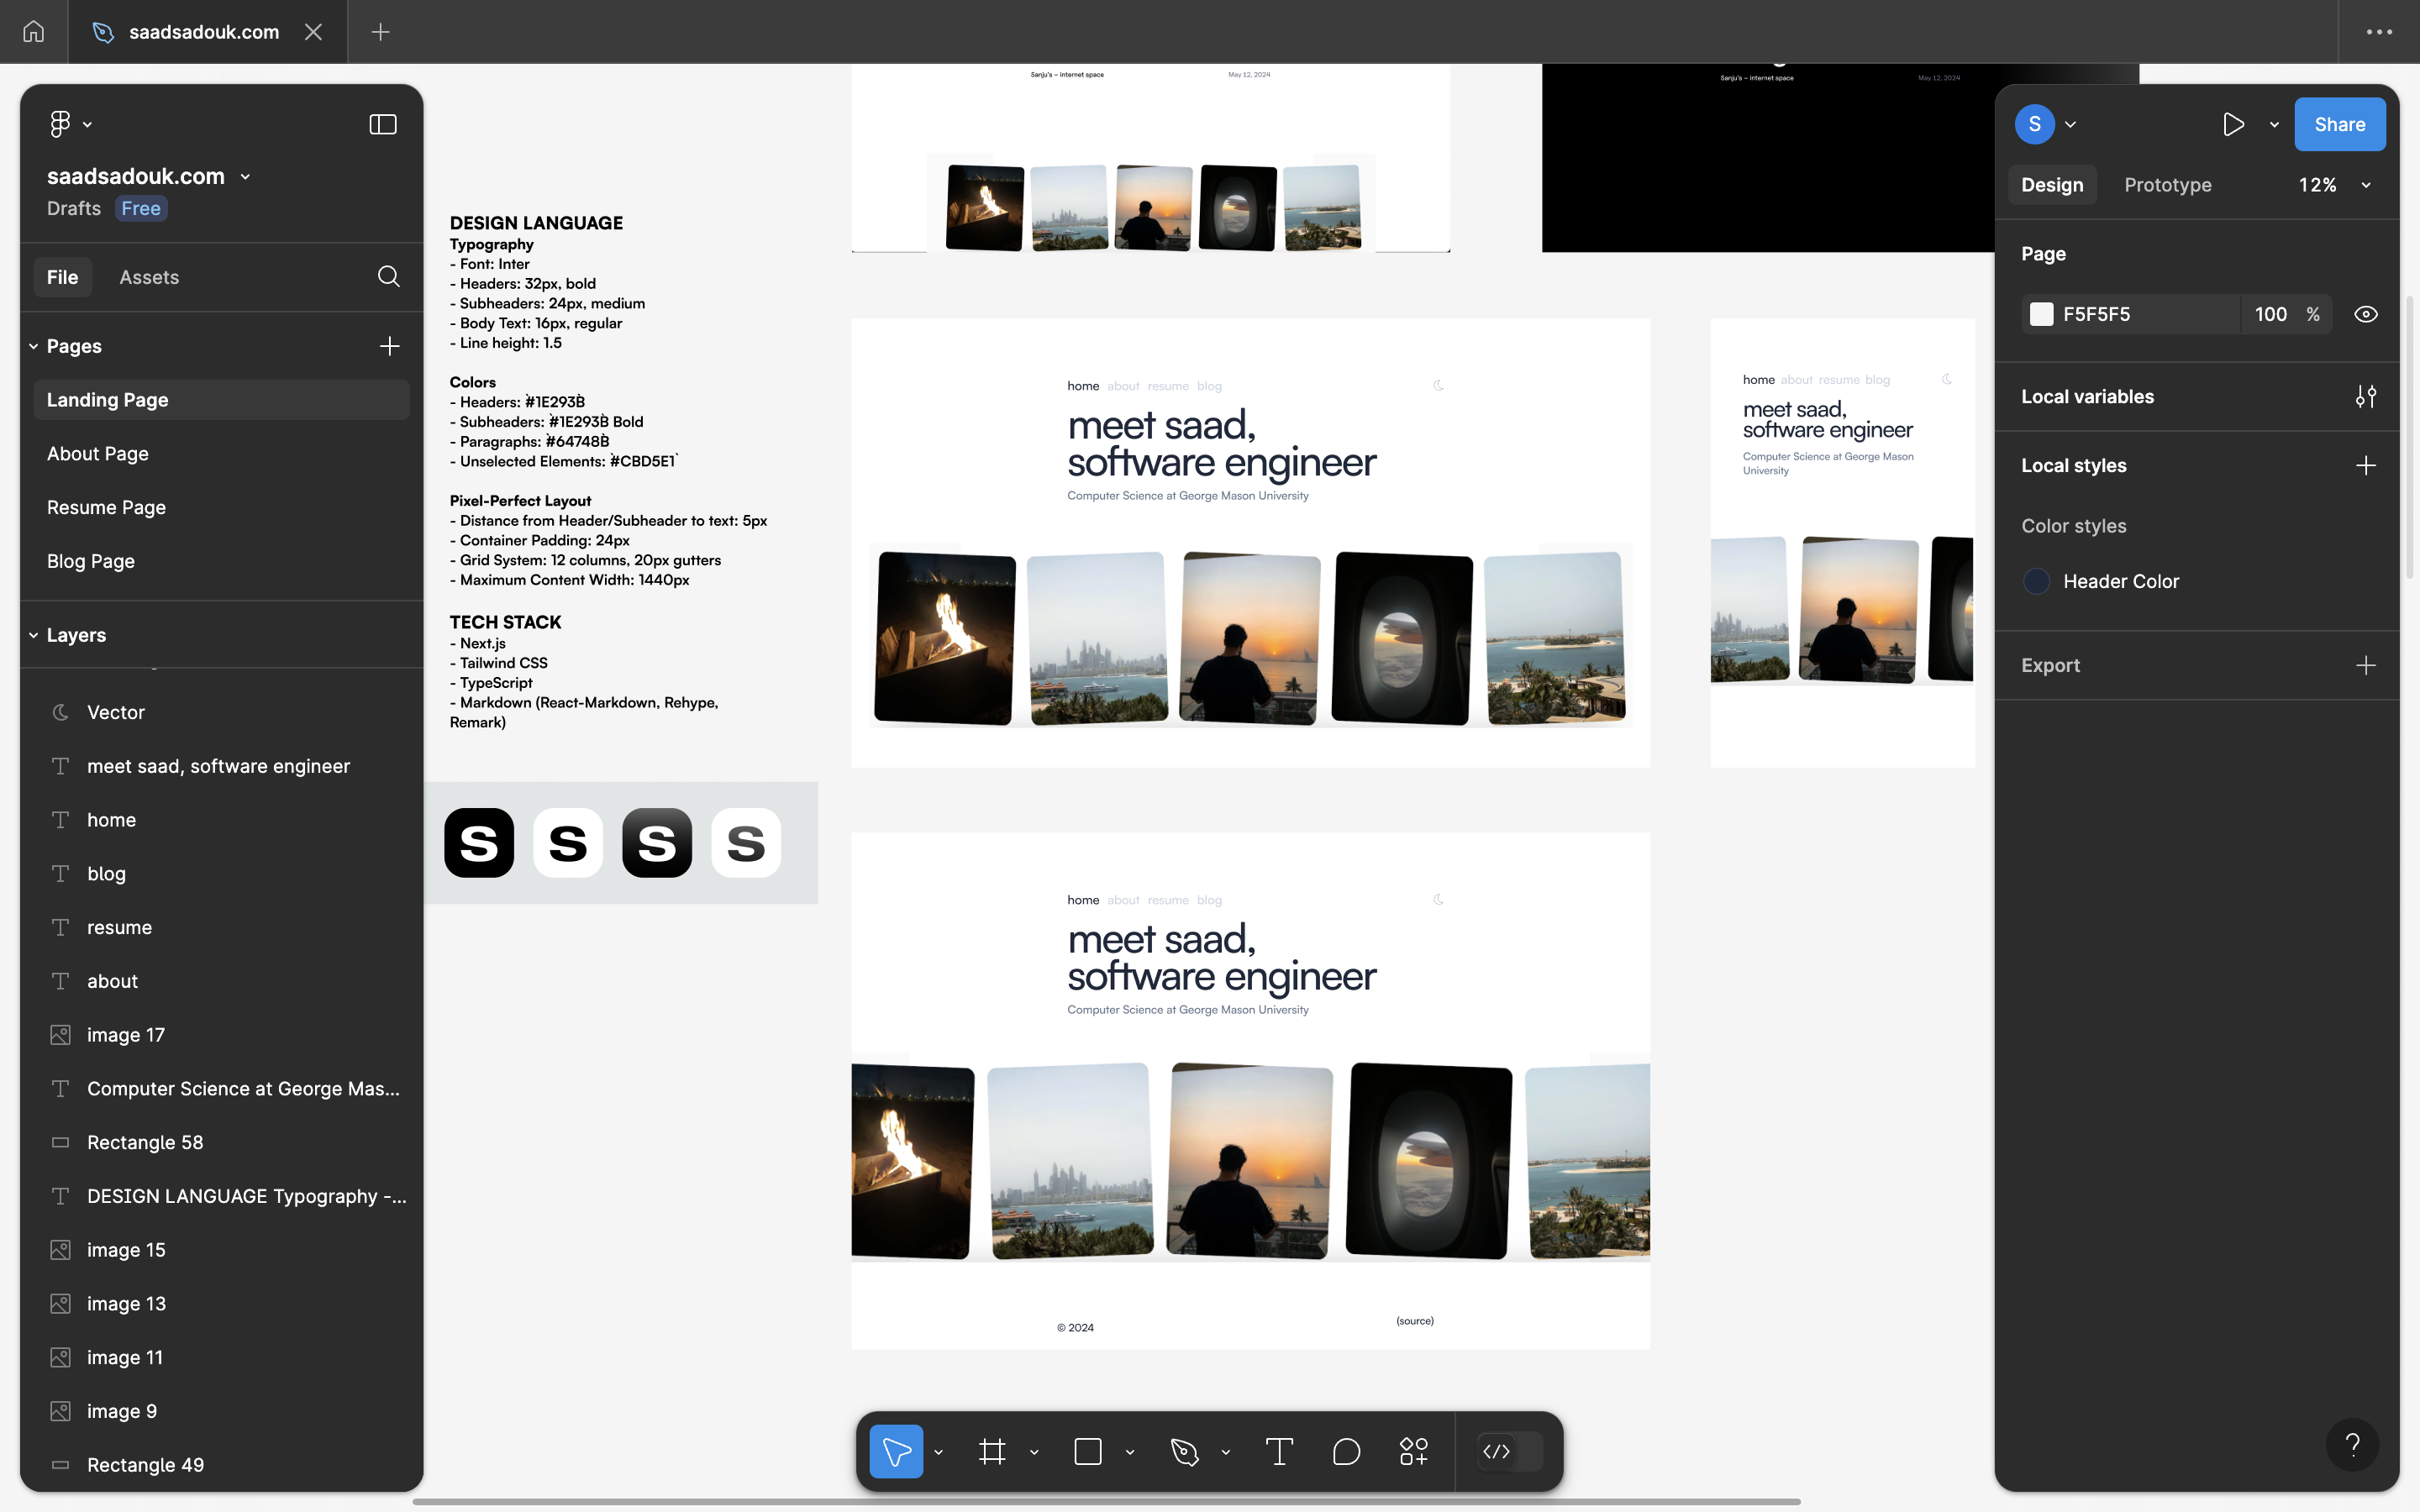 saadsadouk.com
saadsadouk.com
Drafts Free
File Assets
Pages
Landing Page
About Page
Resume Page
Blog Page
Layers
Vector
meet saad, software engineer
home
blog
resume
about
image 17
Computer Science at George Mas...
Rectangle 58
DESIGN LANGUAGE Typography -...
image 15
image 13
image 11
image 9
Rectangle 49
DESIGN LANGUAGE
Typography
- Font: Inter
- Headers: 32px, bold
- Subheaders: 24px, medium
- Body Text: 16px, regular
- Line height: 1.5
Colors
- Headers: `#1E293B`
- Subheaders: `#1E293B` Bold
- Paragraphs: `#64748B`
- Unselected Elements: `#CBD5E1`
Pixel-Perfect Layout
- Distance from Header/Subheader to text: 5px
- Container Padding: 24px
- Grid System: 12 columns, 20px gutters
- Maximum Content Width: 1440px
TECH STACK
- Next.js
- Tailwind CSS
- TypeScript
- Markdown (React-Markdown, Rehype,
Remark)
S S S S
Sanju's – internet space May 12, 2024
Sanju's – internet space May 12, 2024
home about resume blog
meet saad,
software engineer
Computer Science at George Mason University
home about resume blog
meet saad,
software engineer
Computer Science at George Mason
University
home about resume blog
meet saad,
software engineer
Computer Science at George Mason University
© 2024
(source)
S
Share
Design Prototype 12%
Page
F5F5F5 100 %
Local variables
Local styles
Color styles
Header Color
Export
?